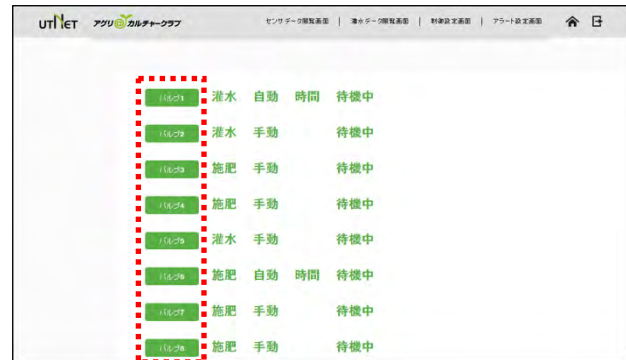 UTINET アグリカルチャークラブ センサデータ閲覧画面 | 潅水データ閲覧画面 | 制御設定画面 | アラート設定画面
バルブ1 灌水 自動 時間 待機中
バルブ2 灌水 手動 待機中
バルブ3 施肥 手動 待機中
バルブ4 施肥 手動 待機中
バルブ5 灌水 手動 待機中
バルブ6 施肥 自動 時間 待機中
バルブ7 施肥 手動 待機中
バルブ8 施肥 手動 待機中